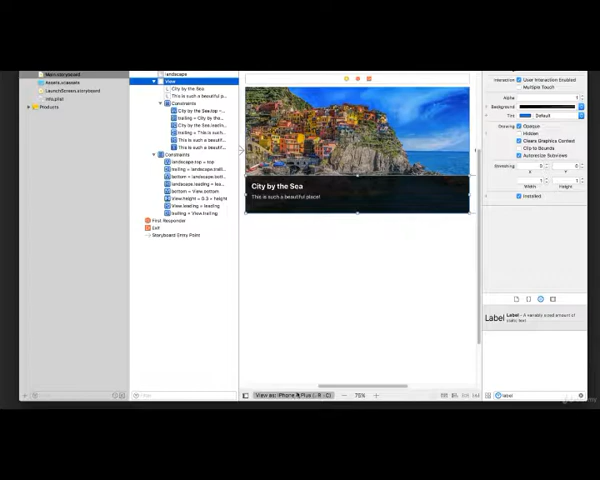 Main.storyboard
Assets.xcassets
LaunchScreen.storyboard
Info.plist
Products
landscape
View
City by the Sea
This is such a beautiful p...
Constraints
City by the Sea.top = ...
trailing = City by the...
City by the Sea.leadin...
trailing = This is such...
This is such a beautif...
This is such a beautif...
Constraints
landscape.top = top
trailing = landscape.traili...
bottom = landscape.bott...
landscape.leading = lea...
bottom = View.bottom
View.height = 0.3 × height
View.leading = leading
trailing = View.trailing
First Responder
Exit
Storyboard Entry Point
City by the Sea
This is such a beautiful place!
View as: iPhone
Plus
75%
Interaction
User Interaction Enabled
Multiple Touch
Alpha
1
Background
Tint
Default
Drawing
Opaque
Hidden
Clears Graphics Context
Clip to Bounds
Autoresize Subviews
Stretching
0
0
X
Y
1
1
Width
Height
Installed
Label
Label - A variably sized amount of
static text.
label